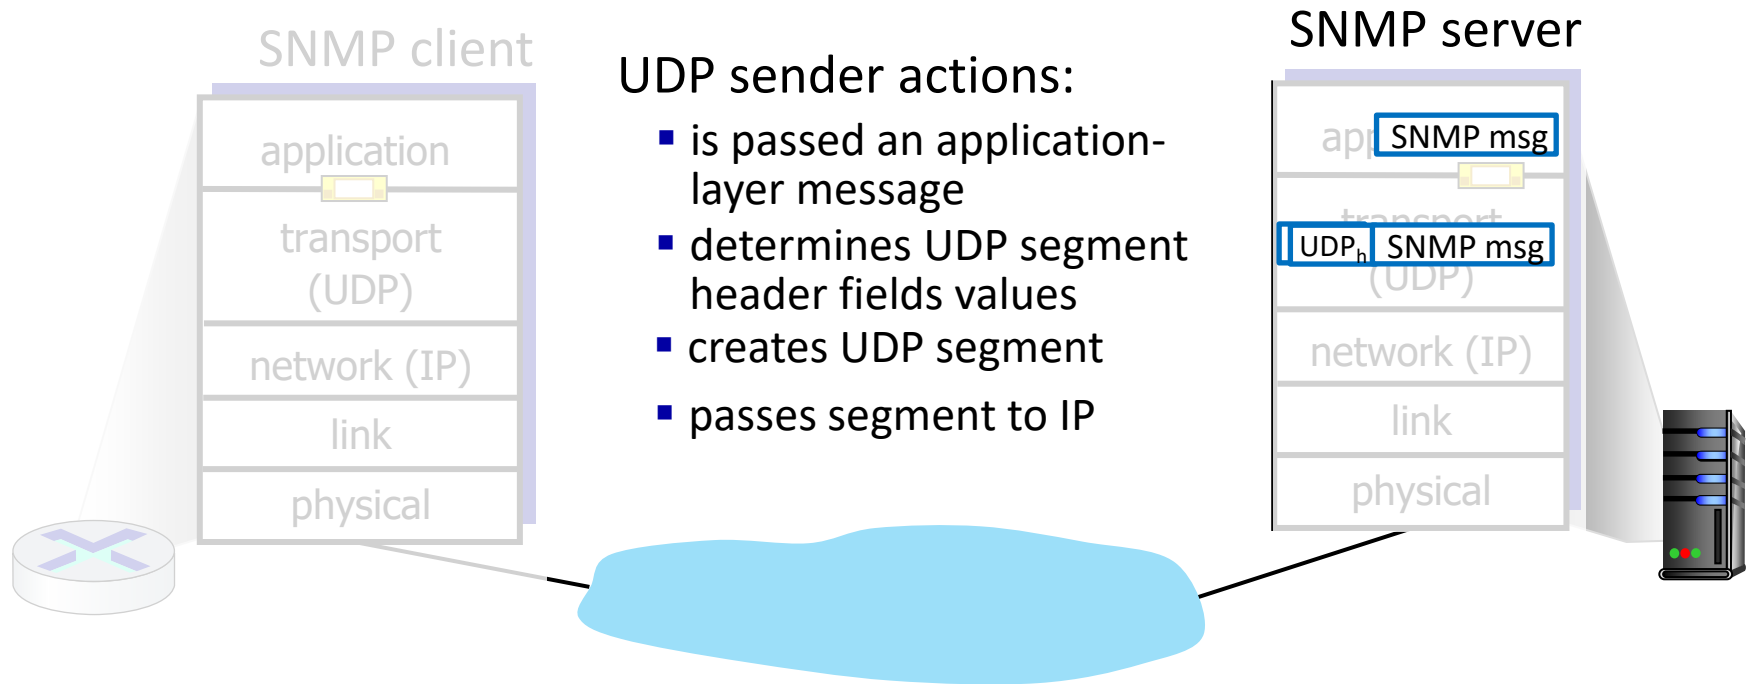 SNMP client
application
transport
(UDP)
network (IP)
link
physical
UDP sender actions:
▪ is passed an application-
layer message
▪ determines UDP segment
header fields values
▪ creates UDP segment
▪ passes segment to IP
SNMP server
app SNMP msg
transport
UDPh SNMP msg
(UDP)
network (IP)
link
physical